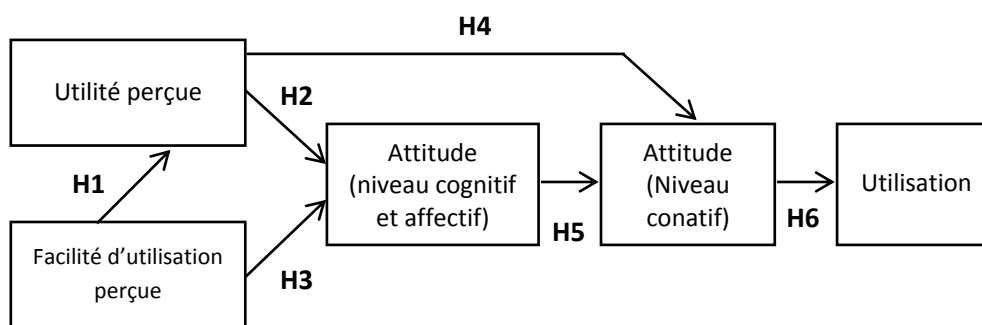 H4
Utilité perçue
H2
Attitude
(niveau cognitif
et affectif)
Attitude
(Niveau
conatif)
Utilisation
H1
H5
H6
Facilité d'utilisation
perçue
H3